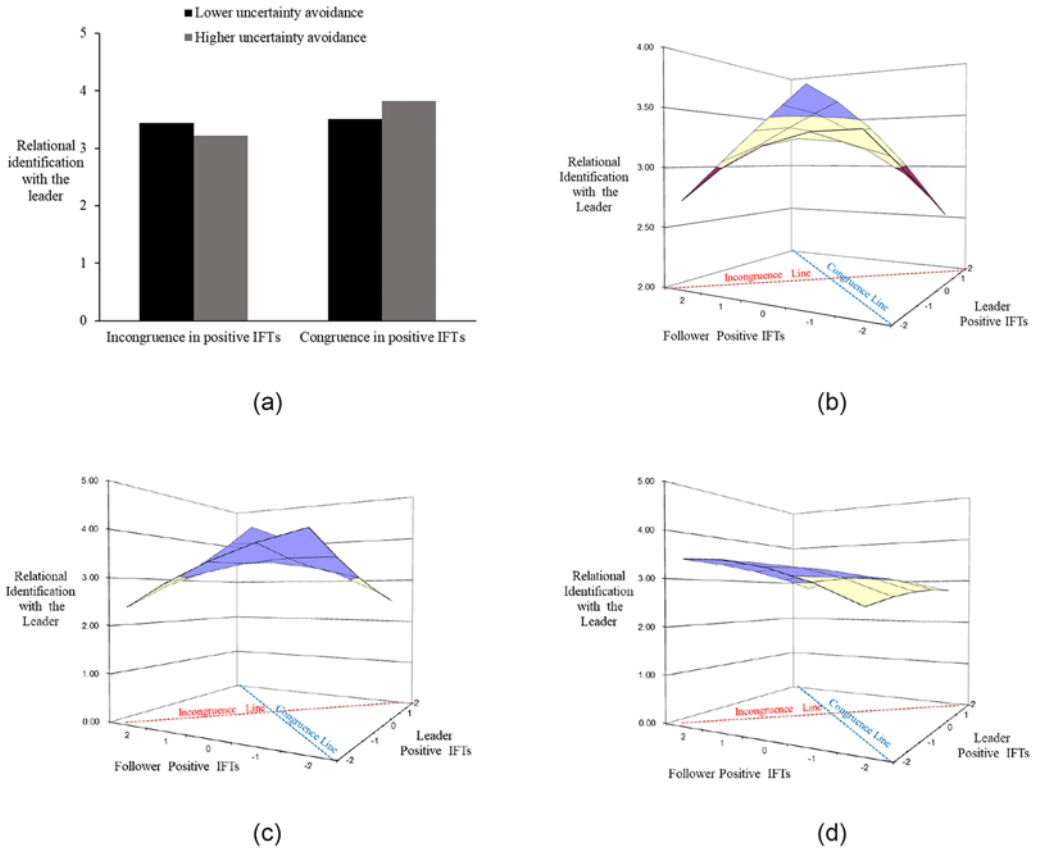 Lower uncertainty avoidance
Higher uncertainty avoidance
5
4
3
2
1
0
Relational
identification
with the
leader
Incongruence in positive IFTs
Congruence in positive IFTs
(a)
4.00
3.50
3.00
2.50
2.00
Relational
Identification
with the
Leader
Incongruence Line
Congruence Line
2
1
0
-1
-2
Follower Positive IFTs
-2
-1
0
1
2
Leader
Positive IFTs
(b)
5.00
4.00
3.00
2.00
1.00
0.00
Relational
Identification
with the
Leader
Incongruence Line
Congruence Line
2
1
0
-1
-2
Follower Positive IFTs
-2
-1
0
1
2
Leader
Positive IFTs
(c)
5.00
4.00
3.00
2.00
1.00
0.00
Relational
Identification
with the
Leader
Incongruence Line
Congruence Line
2
1
0
-1
-2
Follower Positive IFTs
-2
-1
0
1
2
Leader
Positive IFTs
(d)